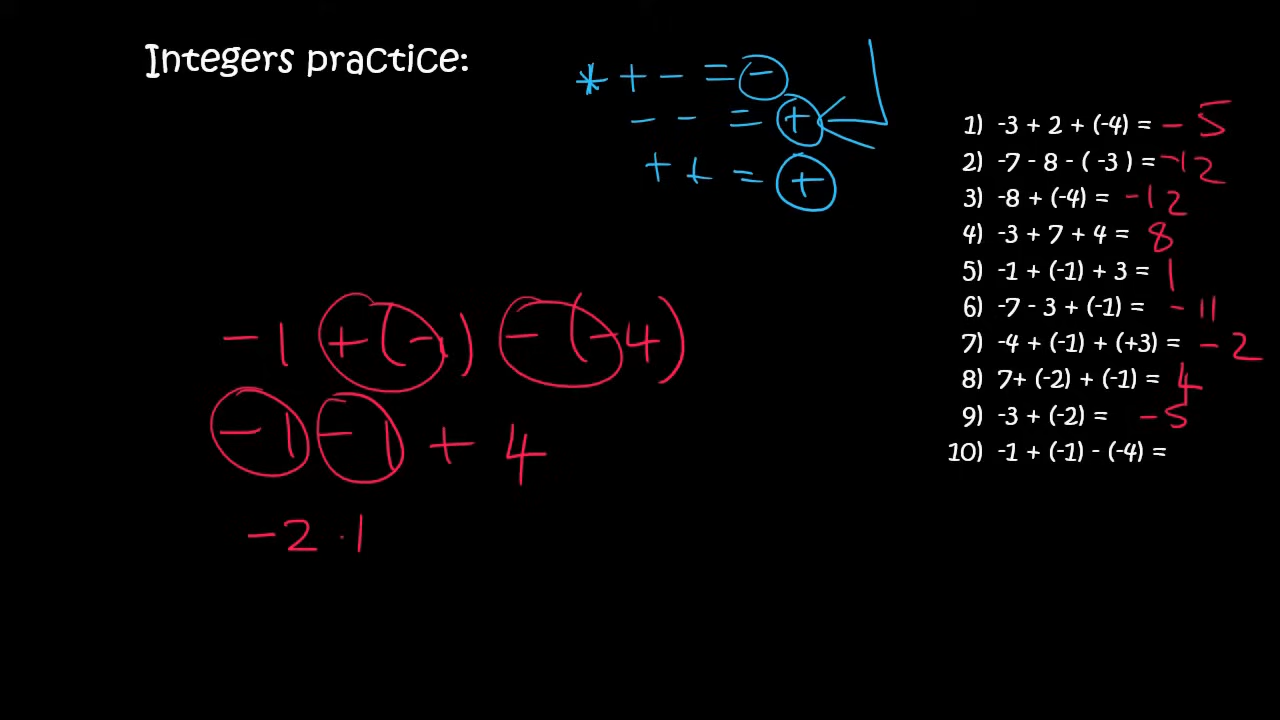 Integers practice:
* + - = -
- - = +
+ + = +
1) -3 + 2 + (-4) = -5
2) -7 - 8 - ( -3 ) = -12
3) -8 + (-4) = -12
4) -3 + 7 + 4 = 8
5) -1 + (-1) + 3 = 1
6) -7 - 3 + (-1) = -11
7) -4 + (-1) + (+3) = -2
8) 7+ (-2) + (-1) = 4
9) -3 + (-2) = -5
10) -1 + (-1) - (-4) =
-1 +(-1) -(-4)
-1 -1 + 4
-2